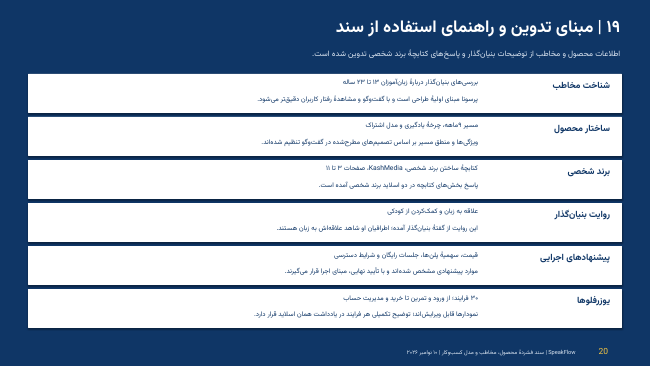 ۱۹ | مبنای تدوین و راهنمای استفاده از سند
اطلاعات محصول و مخاطب از توضیحات بنیان‌گذار و پاسخ‌های کتابچهٔ برند شخصی تدوین شده است.
شناخت مخاطب
بررسی‌های بنیان‌گذار دربارهٔ زبان‌آموزان ۱۳ تا ۲۳ ساله
پرسونا مبنای اولیهٔ طراحی است و با گفت‌وگو و مشاهدهٔ رفتار کاربران دقیق‌تر می‌شود.
ساختار محصول
مسیر ۹ماهه، چرخهٔ یادگیری و مدل اشتراک
ویژگی‌ها و منطق مسیر بر اساس تصمیم‌های مطرح‌شده در گفت‌وگو تنظیم شده‌اند.
برند شخصی
کتابچهٔ ساختن برند شخصی، KashMedia، صفحات ۳ تا ۱۱
پاسخ بخش‌های کتابچه در دو اسلاید برند شخصی آمده است.
روایت بنیان‌گذار
علاقه به زبان و کمک‌کردن از کودکی
این روایت از گفتهٔ بنیان‌گذار آمده؛ اطرافیان او شاهد علاقه‌اش به زبان هستند.
پیشنهادهای اجرایی
قیمت، سهمیهٔ پلن‌ها، جلسات رایگان و شرایط دسترسی
موارد پیشنهادی مشخص شده‌اند و با تأیید نهایی، مبنای اجرا قرار می‌گیرند.
یوزرفلوها
۳۰ فرایند؛ از ورود و تمرین تا خرید و مدیریت حساب
نمودارها قابل ویرایش‌اند؛ توضیح تکمیلی هر فرایند در یادداشت همان اسلاید قرار دارد.
SpeakFlow | سند فشردهٔ محصول، مخاطب و مدل کسب‌وکار | ۱۰ نوامبر ۲۰۲۶
20